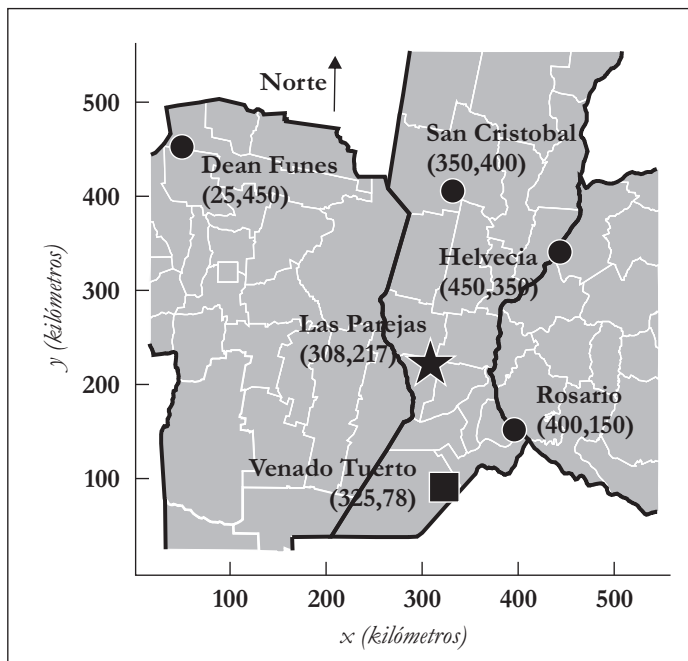 Norte
500
400
300
200
100
y (kilómetros)
Dean Funes
(25,450)
San Cristobal
(350,400)
Helvecia
(450,350)
Las Parejas
(308,217)
Rosario
(400,150)
Venado Tuerto
(325,78)
100 200 300 400 500
x (kilómetros)